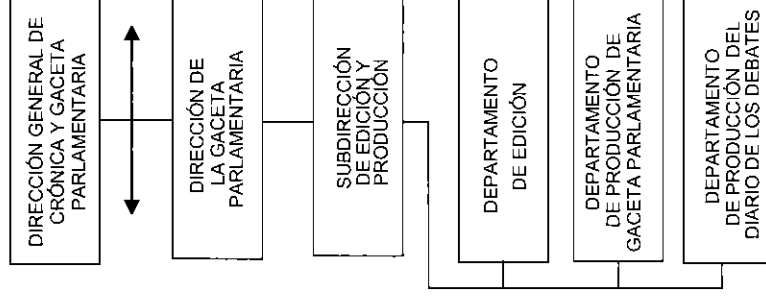 DIRECCIÓN GENERAL DE
CRÓNICA Y GACETA
PARLAMENTARIA
DIRECCIÓN DE
LA GACETA
PARLAMENTARIA
SUBDIRECCIÓN
DE EDICIÓN Y
PRODUCCIÓN
DEPARTAMENTO
DE EDICIÓN
DEPARTAMENTO
DE PRODUCCIÓN DE
GACETA PARLAMENTARIA
DEPARTAMENTO
DE PRODUCCIÓN DEL
DIARIO DE LOS DEBATES